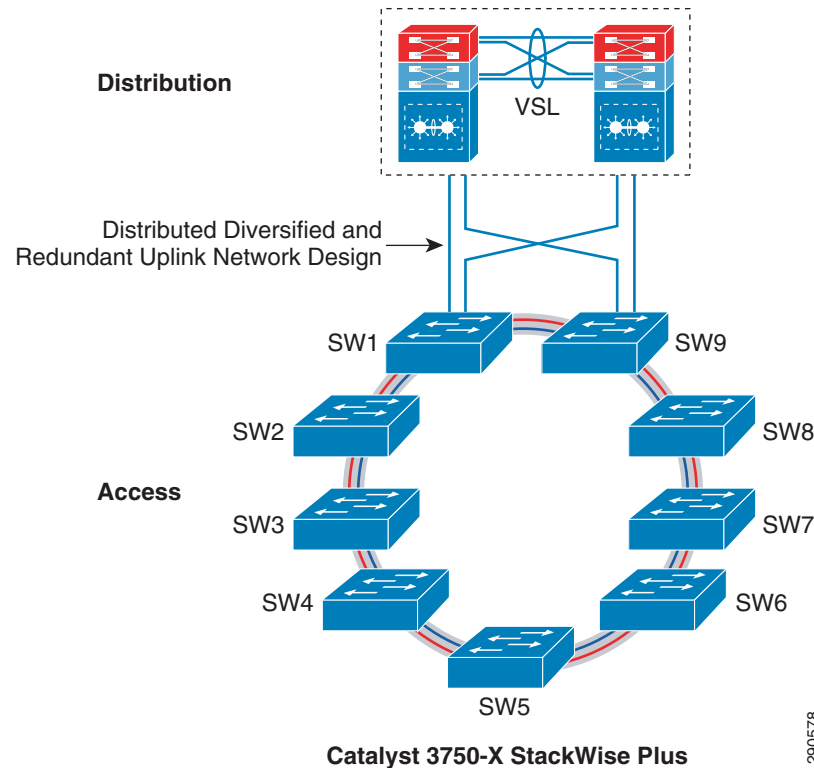 Distribution
VSL
Distributed Diversified and
Redundant Uplink Network Design
SW1
SW9
SW2
SW8
Access
SW3
SW7
SW4
SW6
SW5
Catalyst 3750-X StackWise Plus
290578